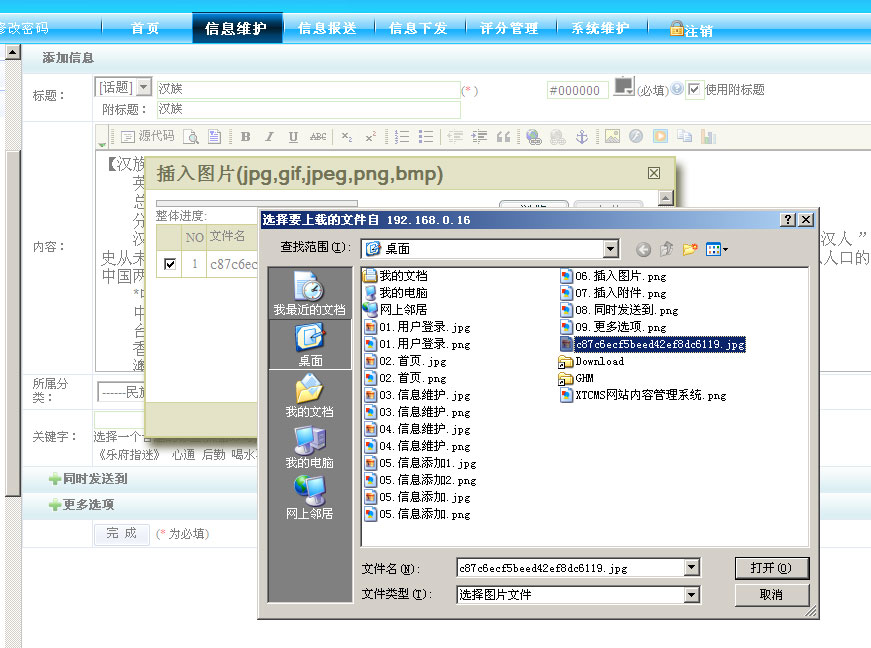 修改密码 首页 信息维护 信息报送 信息下发 评分管理 系统维护 注销
添加信息
标题： [话题] 汉族 (*) #000000 (必填) 使用附标题
附标题： 汉族
源代码 B I U ABC
【汉族
英
总
分
汉 汉人”
史从未 人口的
中国两
*
中
台
香
澳
内容：
插入图片(jpg,gif,jpeg,png,bmp)
整体进度:
NO 文件名
1 c87c6ec
选择要上载的文件自 192.168.0.16
查找范围(I)： 桌面
我最近的文档
桌面
我的文档
我的电脑
网上邻居
我的文档
我的电脑
网上邻居
01.用户登录.jpg
01.用户登录.png
02.首页.jpg
02.首页.png
03.信息维护.jpg
03.信息维护.png
04.信息维护.jpg
04.信息维护.png
05.信息添加1.jpg
05.信息添加2.png
05.信息添加.jpg
05.信息添加.png
06.插入图片.png
07.插入附件.png
08.同时发送到.png
09.更多选项.png
c87c6ecf5beed42ef8dc6119.jpg
Download
GHM
XTCMS网站内容管理系统.png
文件名(N)： c87c6ecf5beed42ef8dc6119.jpg 打开(O)
文件类型(T)： 选择图片文件 取消
所属分
类： ------民族
关键字： 选择一个合
《乐府指迷》 心通 后勤 喝水
同时发送到
更多选项
完成 (* 为必填)